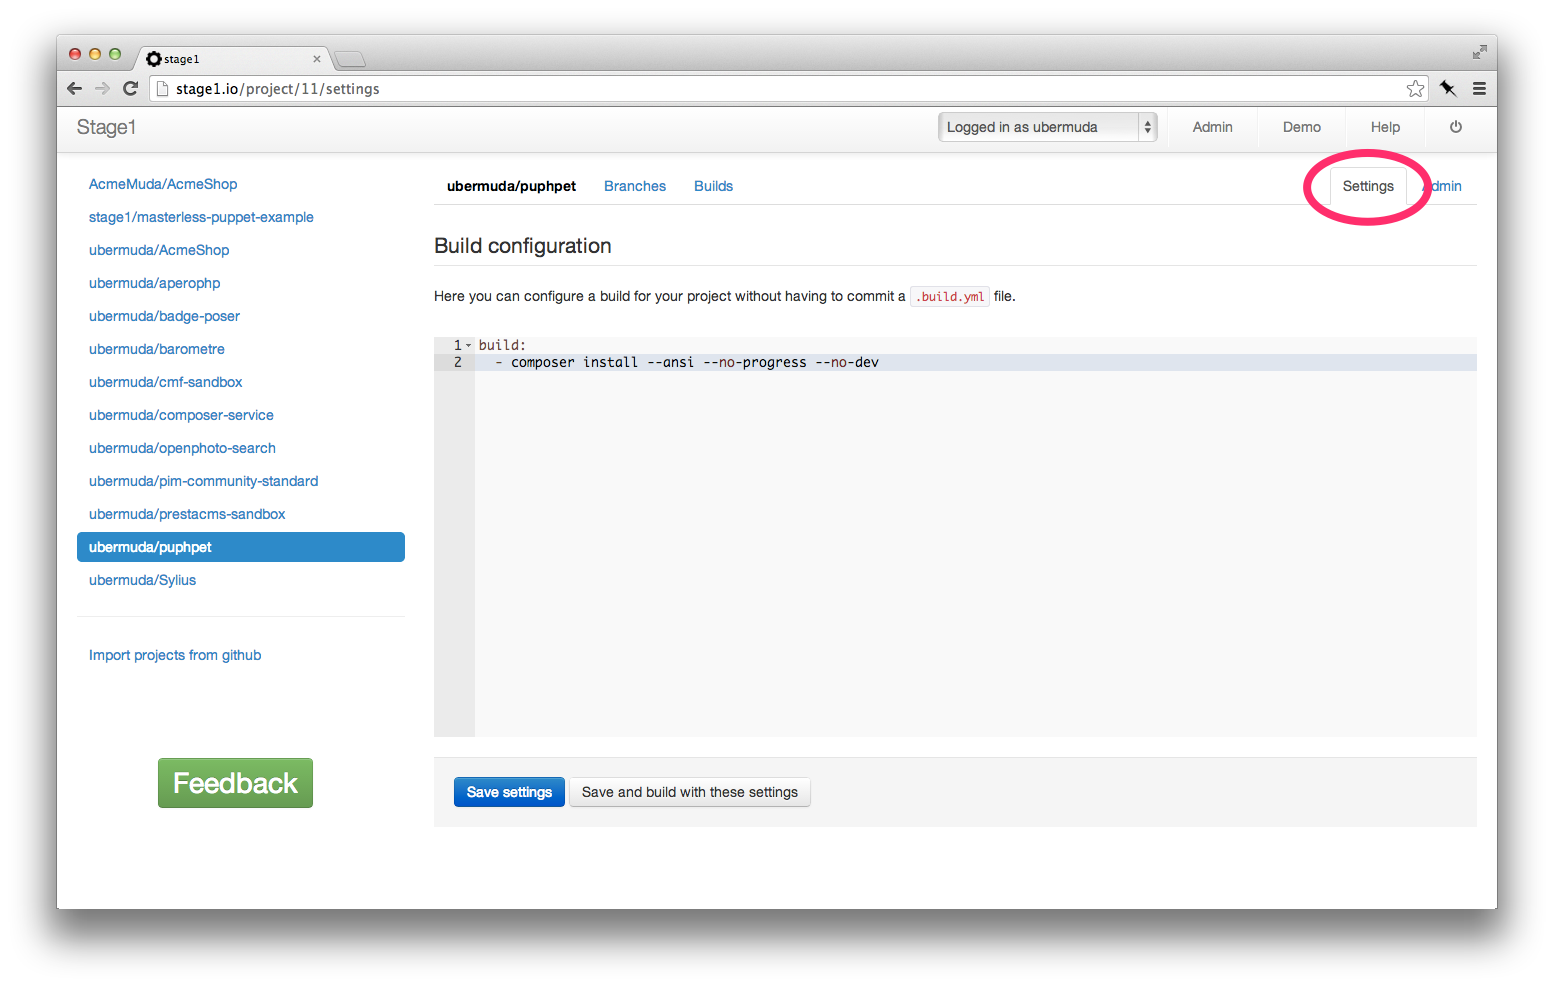 stage1
stage1.io/project/11/settings
Stage1
Logged in as ubermuda
Admin
Demo
Help
AcmeMuda/AcmeShop
stage1/masterless-puppet-example
ubermuda/AcmeShop
ubermuda/aperophp
ubermuda/badge-poser
ubermuda/barometre
ubermuda/cmf-sandbox
ubermuda/composer-service
ubermuda/openphoto-search
ubermuda/pim-community-standard
ubermuda/prestacms-sandbox
ubermuda/puphpet
ubermuda/Sylius
Import projects from github
Feedback
ubermuda/puphpet Branches Builds Settings dmin
Build configuration
Here you can configure a build for your project without having to commit a .build.yml file.
1 build:
2 - composer install --ansi --no-progress --no-dev
Save settings
Save and build with these settings